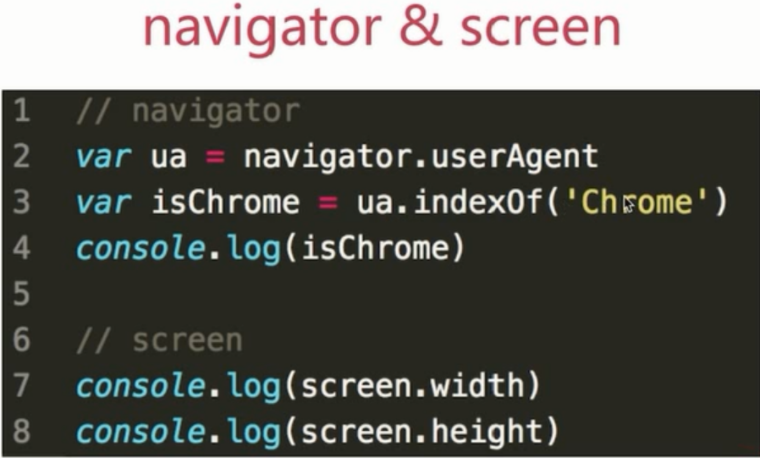 navigator & screen
1 // navigator
2 var ua = navigator.userAgent
3 var isChrome = ua.indexOf('Chrome')
4 console.log(isChrome)
5
6 // screen
7 console.log(screen.width)
8 console.log(screen.height)